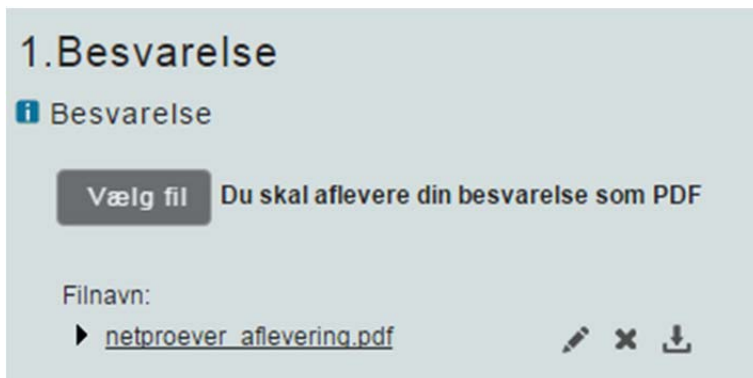 1.Besvarelse
Besvarelse
Vælg fil Du skal aflevere din besvarelse som PDF
Filnavn:
netproever_aflevering.pdf